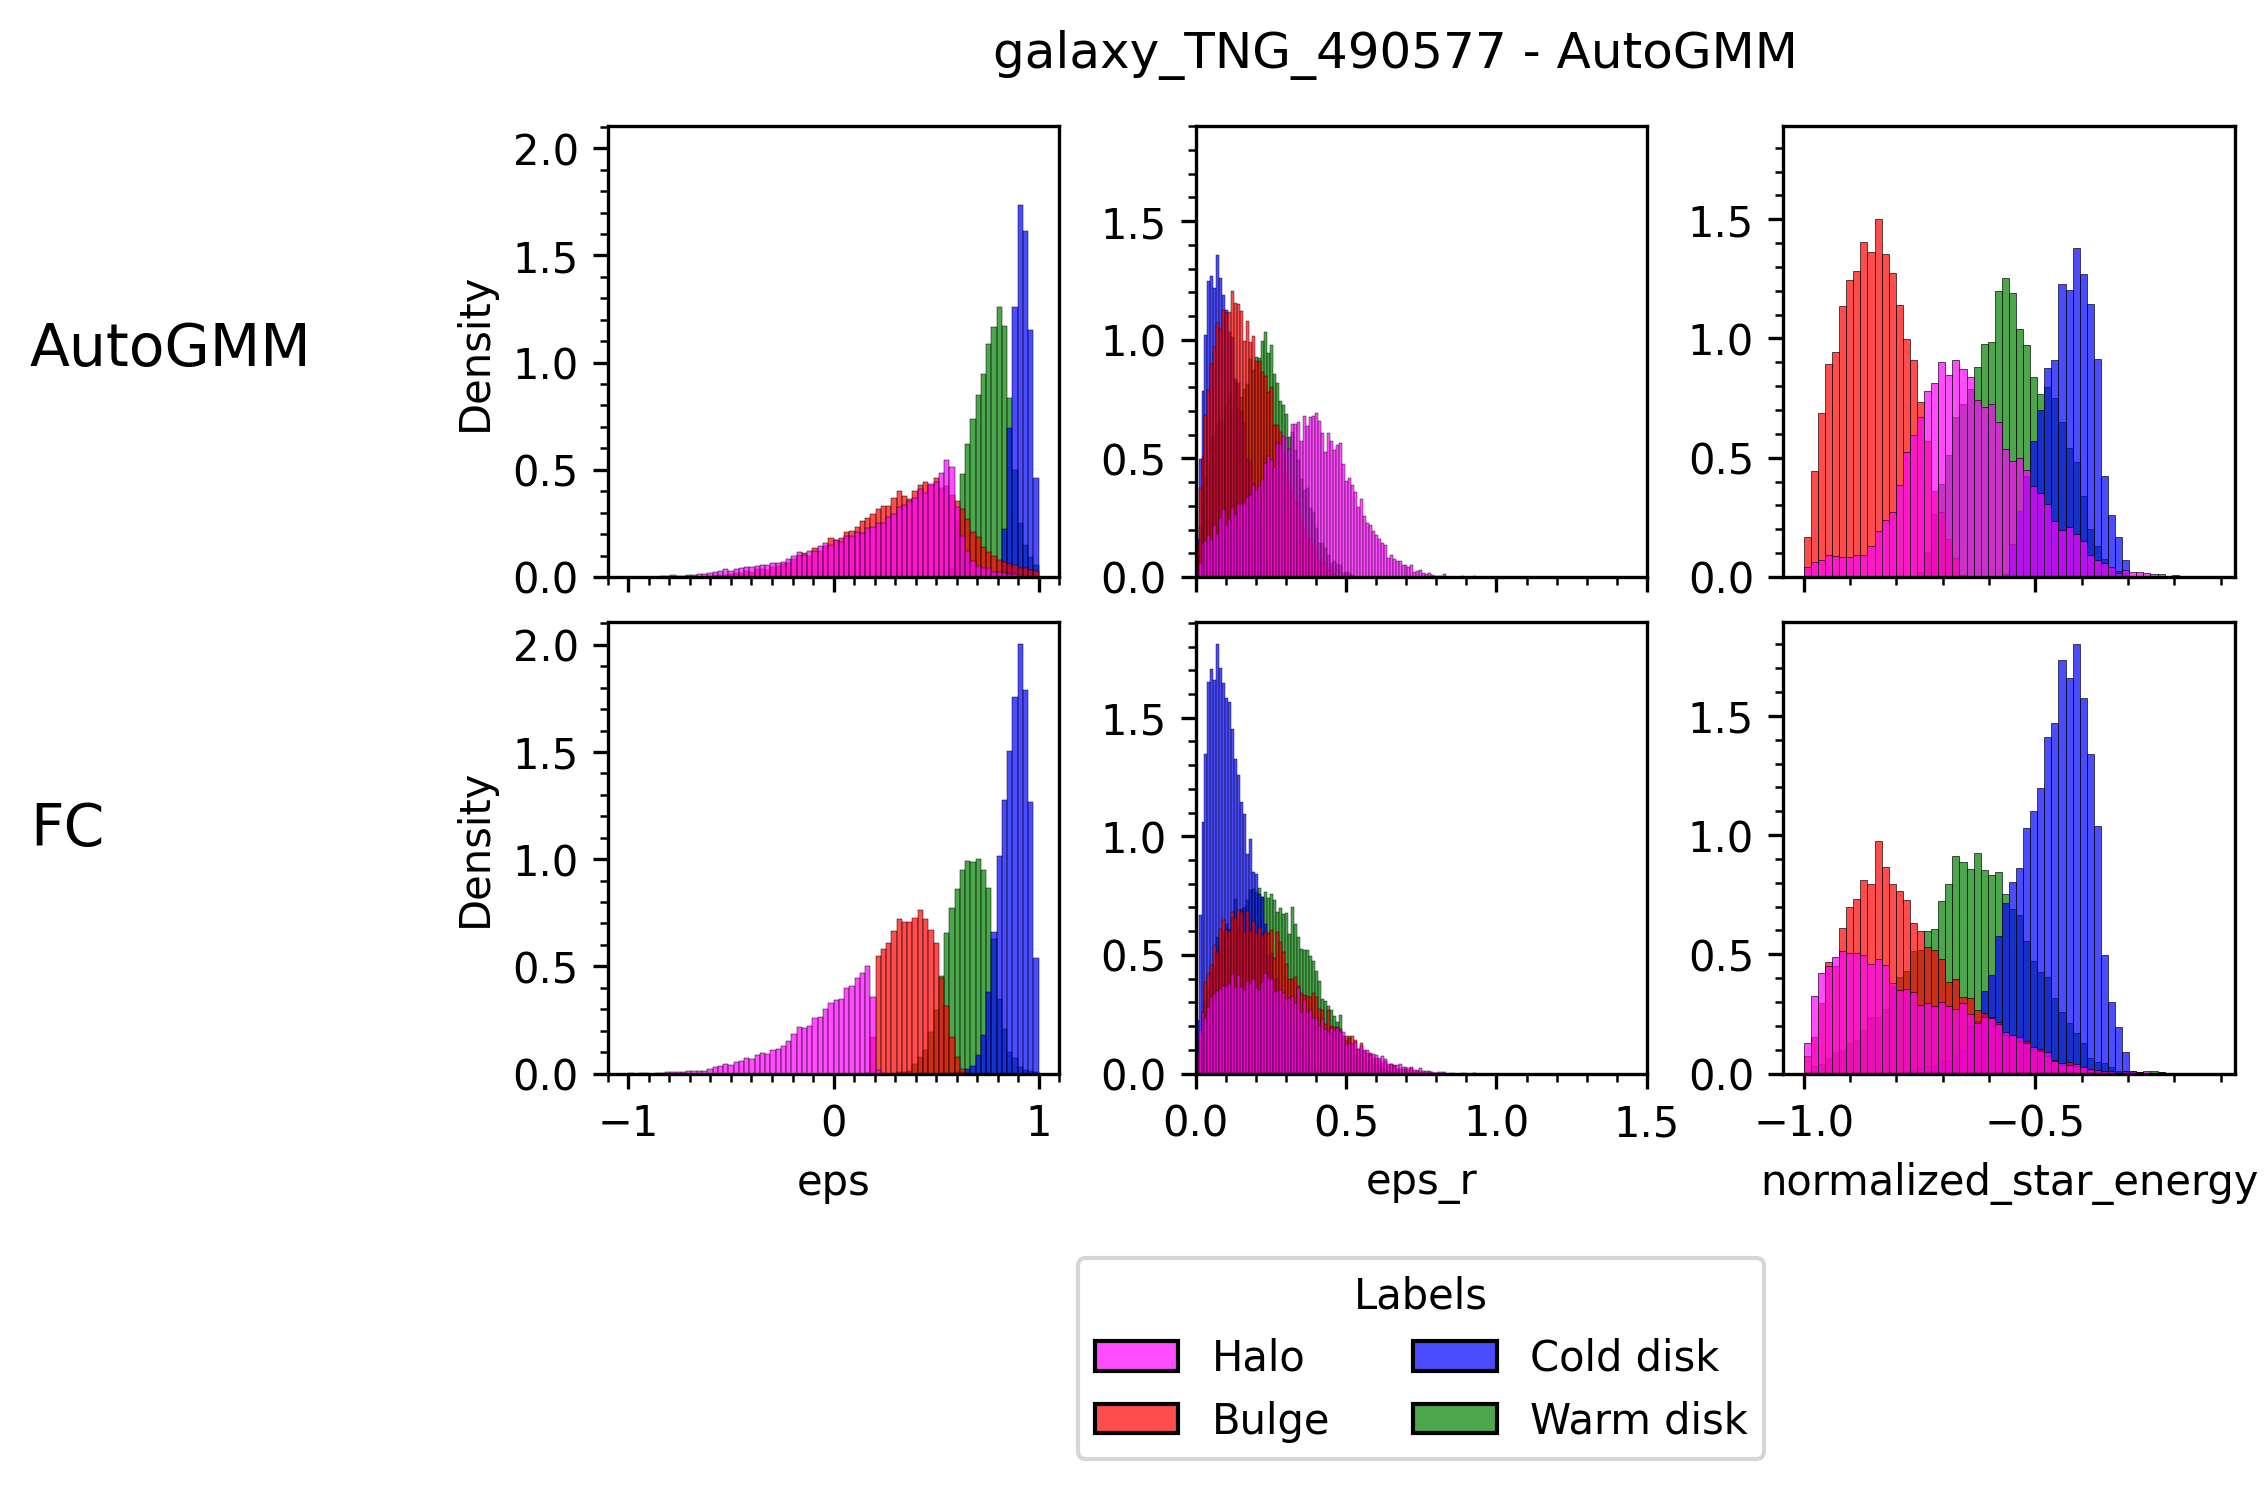 galaxy_TNG_490577 - AutoGMM
AutoGMM
Density
2.0
1.5
1.0
0.5
0.0
1.5
1.0
0.5
0.0
1.5
1.0
0.5
0.0
FC
Density
2.0
1.5
1.0
0.5
0.0
1.5
1.0
0.5
0.0
1.5
1.0
0.5
0.0
−1 0 1
0.0 0.5 1.0 1.5
−1.0 −0.5
eps
eps_r
normalized_star_energy
Labels
Halo Cold disk
Bulge Warm disk